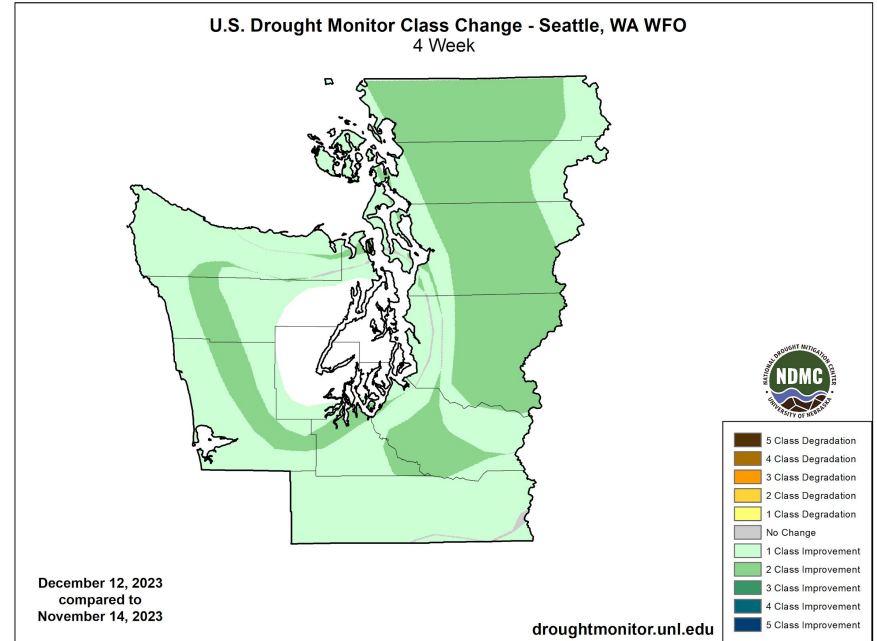 U.S. Drought Monitor Class Change - Seattle, WA WFO
4 Week
NATIONAL DROUGHT MITIGATION CENTER
NDMC
UNIVERSITY OF NEBRASKA
5 Class Degradation
4 Class Degradation
3 Class Degradation
2 Class Degradation
1 Class Degradation
No Change
1 Class Improvement
2 Class Improvement
3 Class Improvement
4 Class Improvement
5 Class Improvement
December 12, 2023
compared to
November 14, 2023
droughtmonitor.unl.edu